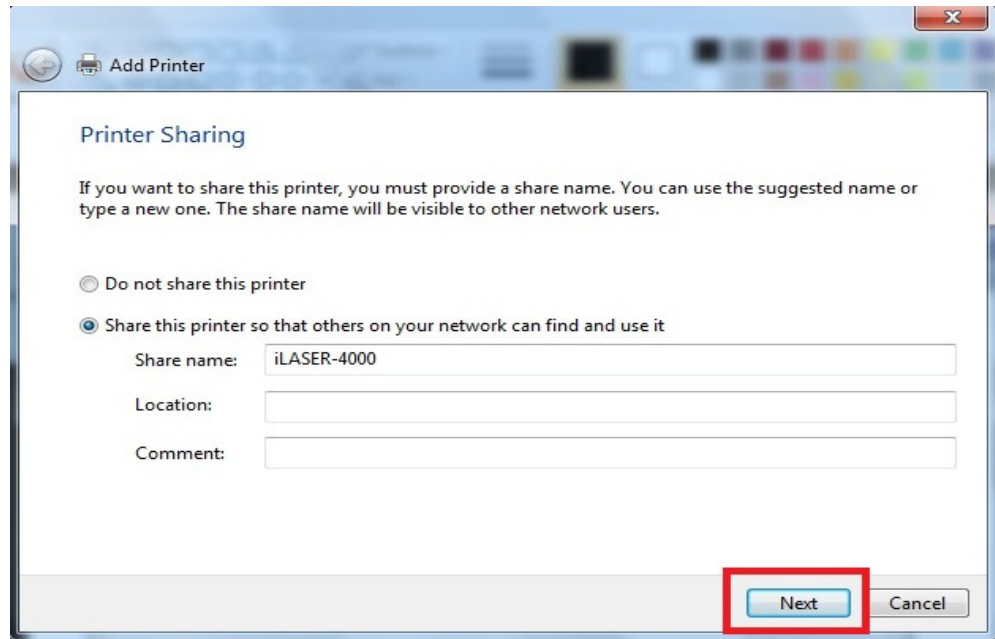 Add Printer
Printer Sharing
If you want to share this printer, you must provide a share name. You can use the suggested name or
type a new one. The share name will be visible to other network users.
Do not share this printer
Share this printer so that others on your network can find and use it
Share name: iLASER-4000
Location:
Comment:
Next Cancel